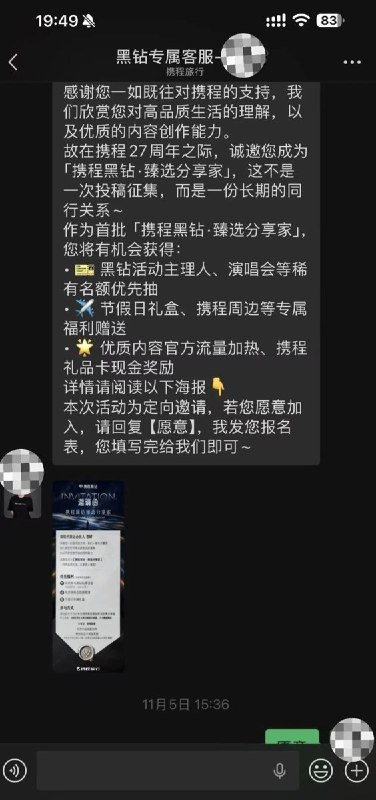 19:49
83
黑钻专属客服-
携程旅行
感谢您一如既往对携程的支持，我
们欣赏您对高品质生活的理解，以
及优质的内容创作能力。
故在携程27周年之际，诚邀您成为
「携程黑钻·臻选分享家」，这不是
一次投稿征集，而是一份长期的同
行关系～
作为首批「携程黑钻·臻选分享家」，
您将有机会获得：
• 🎫 黑钻活动主理人、演唱会等稀
有名额优先抽
• ✈️ 节假日礼盒、携程周边等专属
福利赠送
• 🌟 优质内容官方流量加热、携程
礼品卡现金奖励
详情请阅读以下海报👇
本次活动为定向邀请，若您愿意加
入，请回复【愿意】，我发您报名
表，您填写完给我们即可～
INVITATION
邀请函
11月5日 15:36
愿意